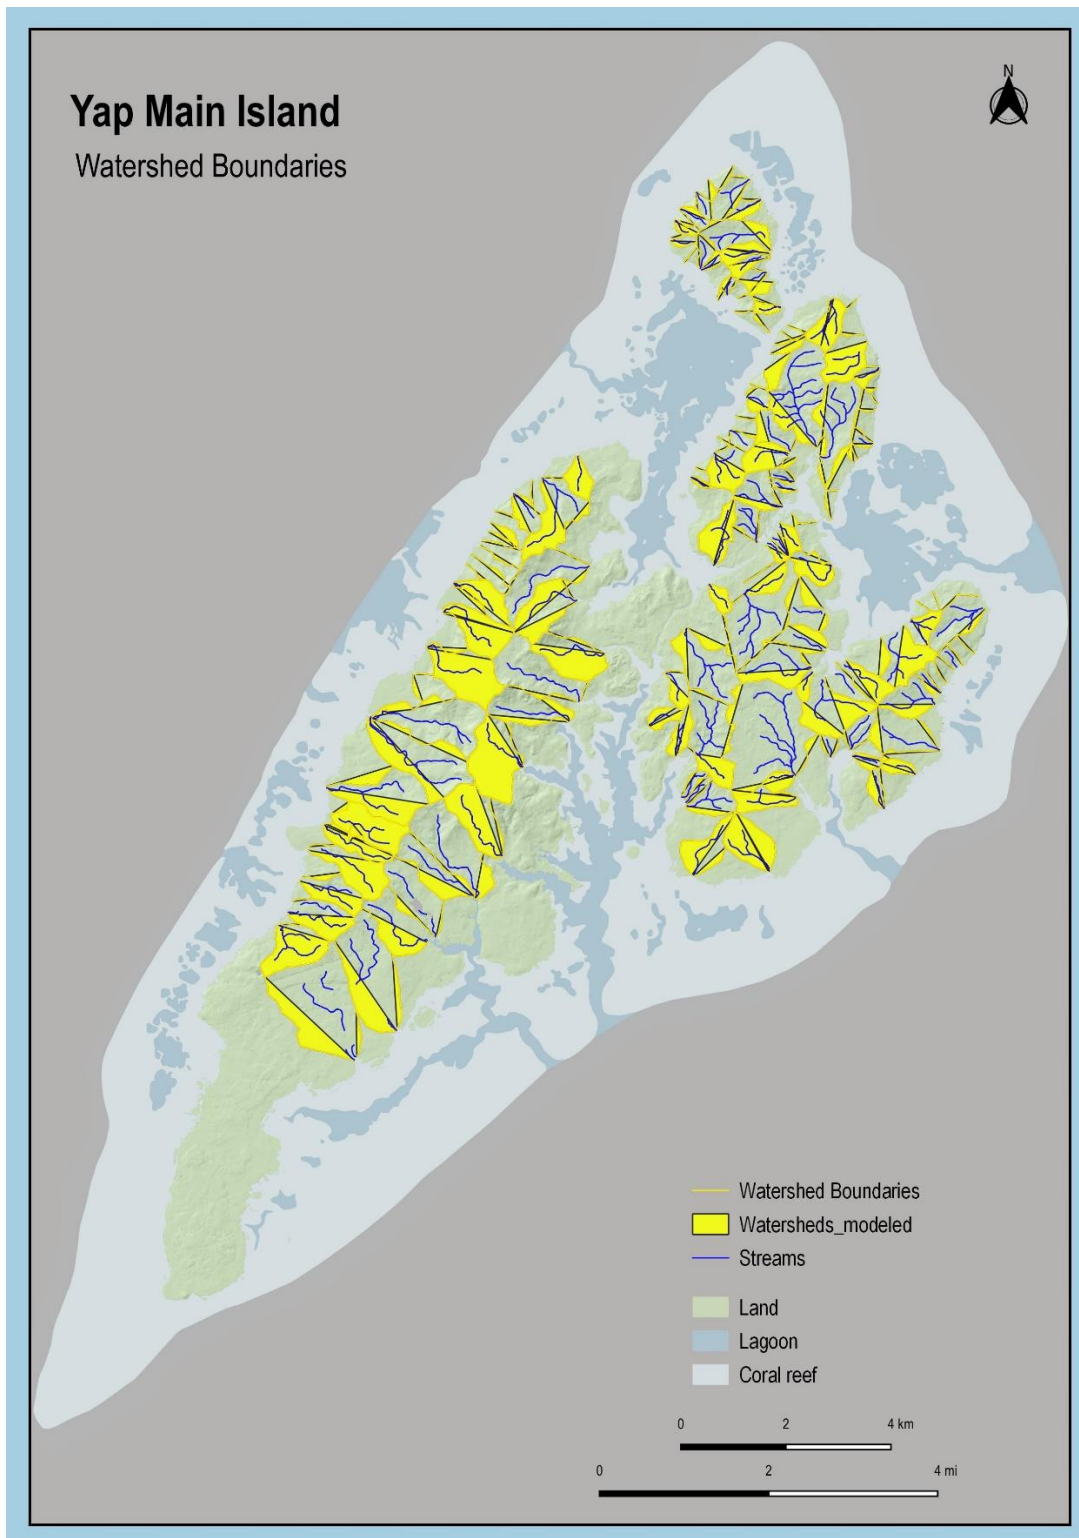 Yap Main Island
Watershed Boundaries
N
Watershed Boundaries
Watersheds_modeled
Streams
Land
Lagoon
Coral reef
0 2 4 km
0 2 4 mi